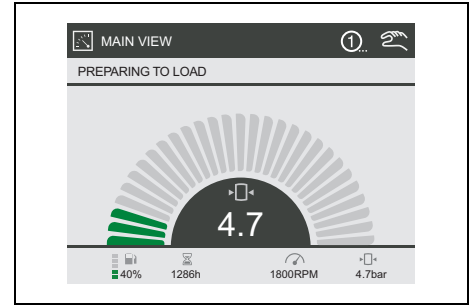 MAIN VIEW
1...
PREPARING TO LOAD
4.7
40% 1286h 1800RPM 4.7bar